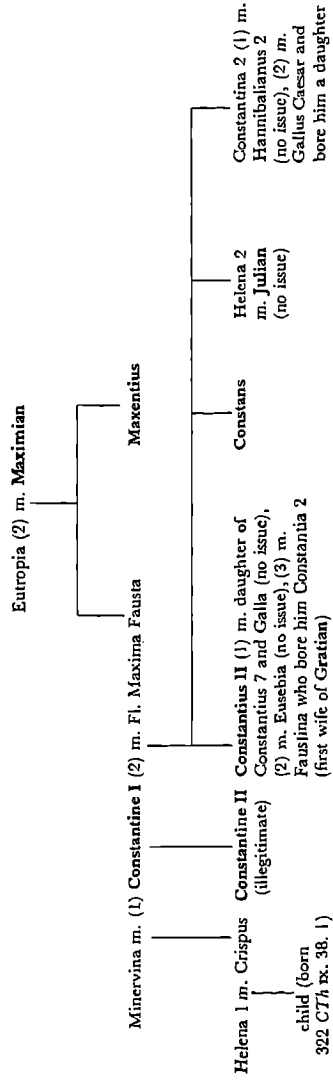 Eutropia (2) m. Maximian
Minervina m. (1) Constantine I (2) m. Fl. Maxima Fausta
Maxentius
Helena 1 m. Crispus
child (born
322 CTh IX. 38. 1)
Constantine II
(illegitimate)
Constantius II (1) m. daughter of
Constantius 7 and Galla (no issue),
(2) m. Eusebia (no issue), (3) m.
Faustina who bore him Constantia 2
(first wife of Gratian)
Constans
Helena 2
m. Julian
(no issue)
Constantina 2 (1) m.
Hannibalianus 2
(no issue), (2) m.
Gallus Caesar and
bore him a daughter